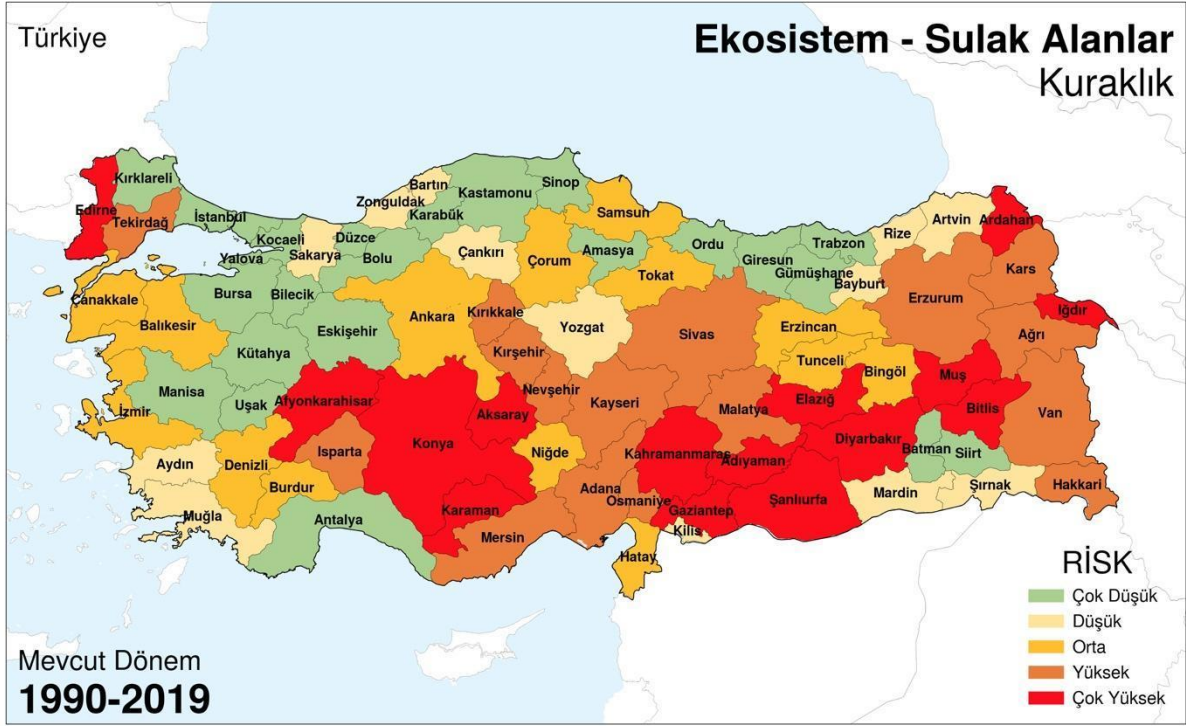 Türkiye
Ekosistem - Sulak Alanlar
Kuraklık
Kırklareli
Edirne
Tekirdağ
İstanbul
Kocaeli
Yalova
Sakarya
Düzce
Zonguldak
Bartın
Karabük
Kastamonu
Sinop
Bolu
Çankırı
Samsun
Çorum
Amasya
Tokat
Ordu
Giresun
Trabzon
Gümüşhane
Rize
Bayburt
Artvin
Ardahan
Kars
Erzurum
Iğdır
Ağrı
Çanakkale
Balıkesir
Bursa
Bilecik
Eskişehir
Kütahya
Ankara
Kırıkkale
Kırşehir
Yozgat
Sivas
Erzincan
Tunceli
Bingöl
Muş
Bitlis
Van
Manisa
Uşak
İzmir
Afyonkarahisar
Konya
Aksaray
Nevşehir
Kayseri
Niğde
Malatya
Elazığ
Diyarbakır
Batman
Siirt
Aydın
Denizli
Isparta
Burdur
Muğla
Antalya
Karaman
Mersin
Adana
Osmaniye
Kahramanmaraş
Adıyaman
Gaziantep
Kilis
Şanlıurfa
Mardin
Şırnak
Hakkari
Hatay
RİSK
Çok Düşük
Düşük
Orta
Yüksek
Çok Yüksek
Mevcut Dönem
1990-2019